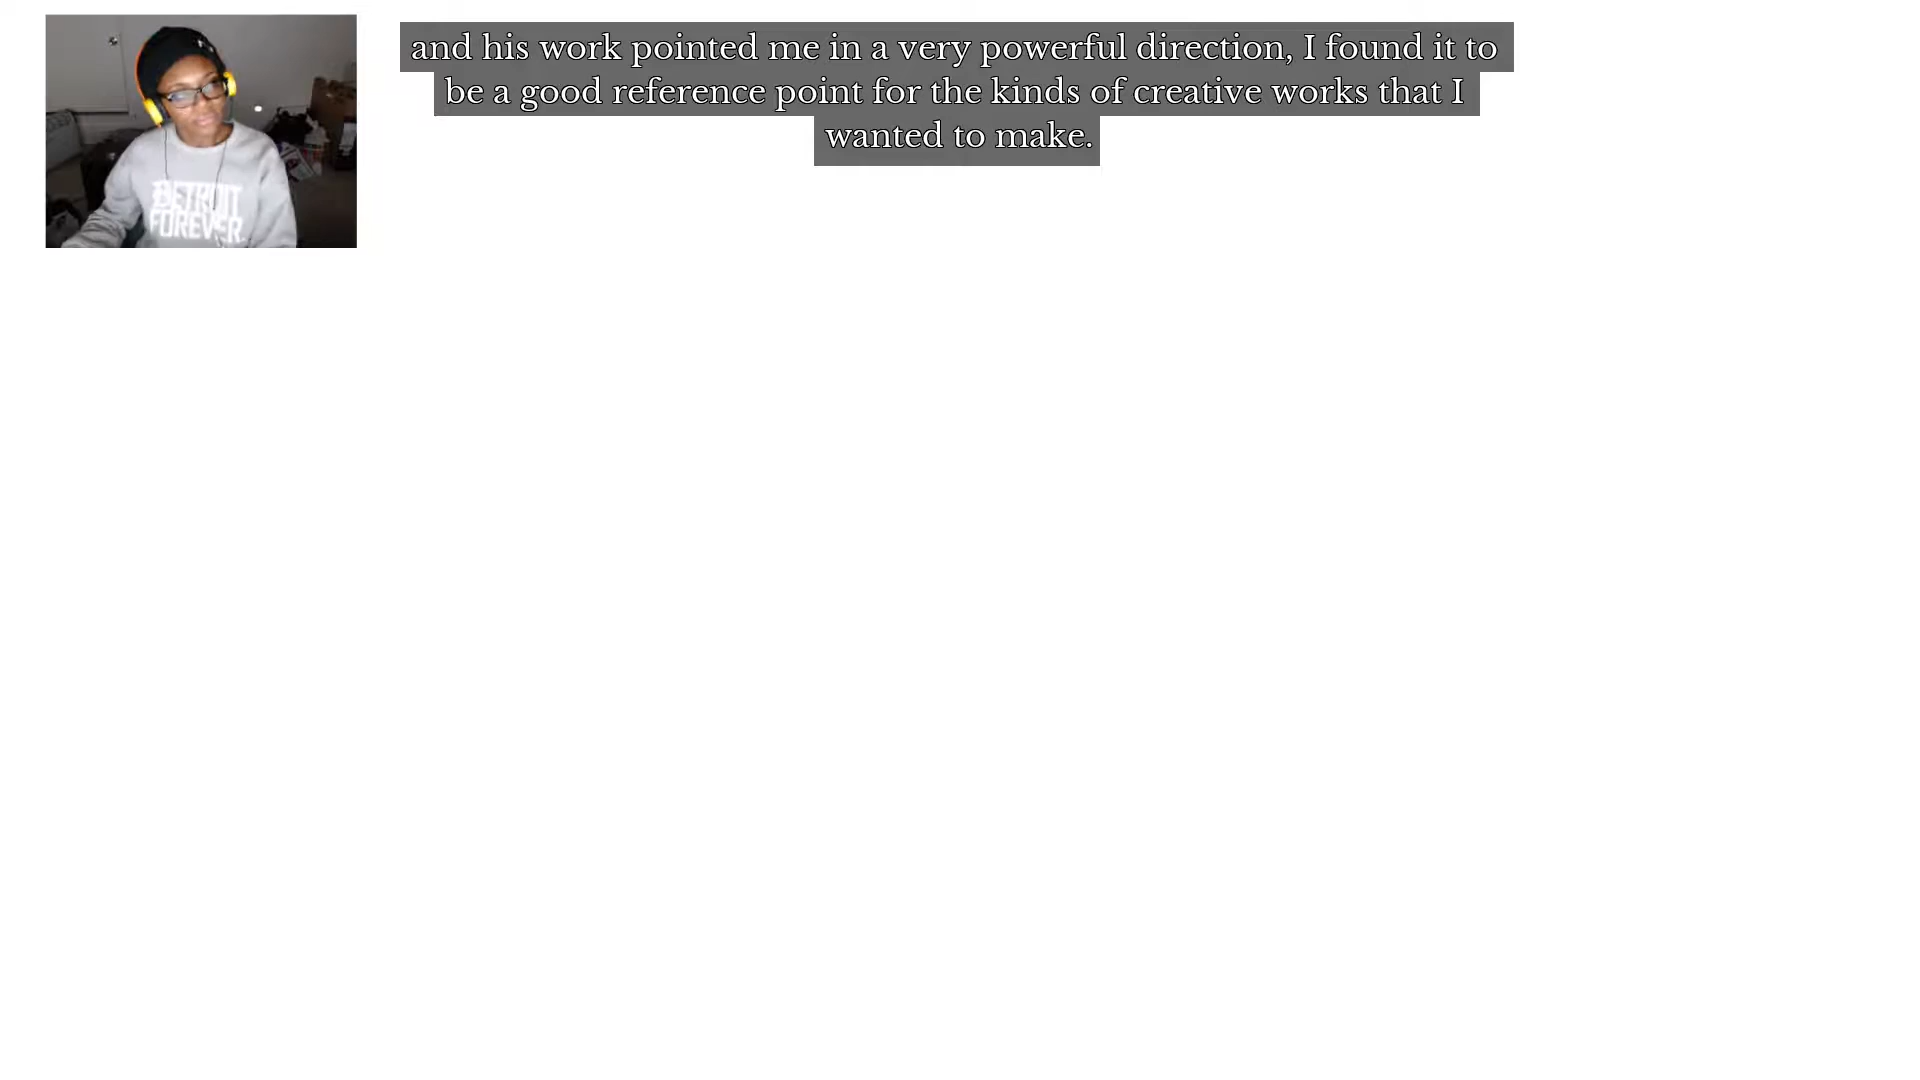 and his work pointed me in a very powerful direction, I found it to
be a good reference point for the kinds of creative works that I
wanted to make.
DETROIT
FOREVER